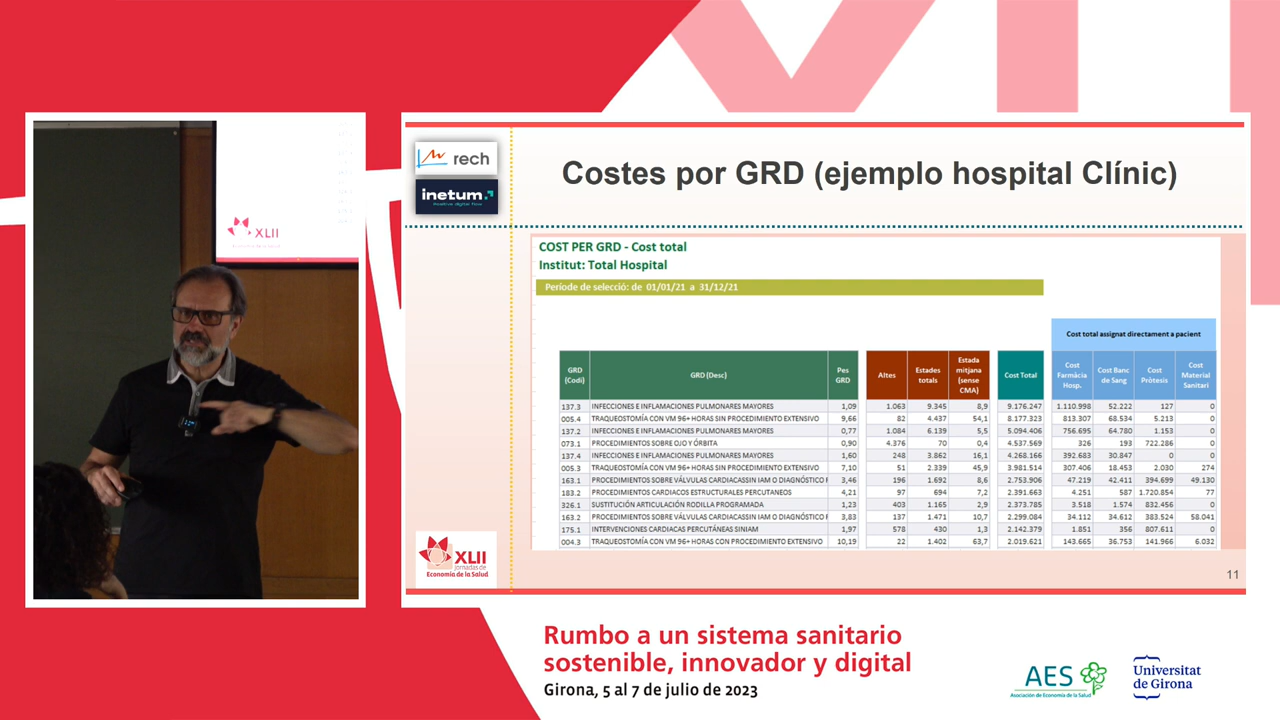 XLII
rech
inetum.
Positive digital flow
Costes por GRD (ejemplo hospital Clínic)
COST PER GRD - Cost total
Institut: Total Hospital
Període de selecció: de 01/01/21 a 31/12/21
Cost total assignat directament a pacient
GRD (Codi) GRD (Desc) Pes GRD Altes Estades totals Estada mitjana (sense CMA) Cost Total Cost Farmàcia Hosp. Cost Banc de Sang Cost Pròtesis Cost Material Sanitari
137.3 INFECCIONES E INFLAMACIONES PULMONARES MAYORES 1,09 1.063 9.345 8,9 9.176.247 1.110.998 52.222 127 0
005.4 TRAQUEOSTOMÍA CON VM 96+ HORAS SIN PROCEDIMIENTO EXTENSIVO 9,66 82 4.437 54,1 8.177.323 813.307 68.534 5.213 0
137.2 INFECCIONES E INFLAMACIONES PULMONARES MAYORES 0,77 1.084 6.139 5,5 5.094.406 756.695 64.780 1.153 0
073.1 PROCEDIMIENTOS SOBRE OJO Y ÓRBITA 0,90 4.376 70 0,4 4.537.569 326 193 722.286 0
137.4 INFECCIONES E INFLAMACIONES PULMONARES MAYORES 1,60 248 3.862 16,1 4.268.166 392.683 30.847 0 0
005.3 TRAQUEOSTOMÍA CON VM 96+ HORAS SIN PROCEDIMIENTO EXTENSIVO 7,10 51 2.339 45,9 3.981.514 307.406 18.453 2.030 274
163.1 PROCEDIMIENTOS SOBRE VÁLVULAS CARDIACASSIN IAM O DIAGNÓSTICO 3,46 196 1.692 8,6 2.753.906 47.219 42.411 394.699 49.130
183.2 PROCEDIMIENTOS CARDIACOS ESTRUCTURALES PERCUTANEOS 4,21 97 694 7,2 2.391.663 4.251 587 1.720.854 77
326.1 SUSTITUCIÓN ARTICULACIÓN RODILLA PROGRAMADA 1,23 403 1.165 2,9 2.373.785 3.518 1.574 832.456 0
163.2 PROCEDIMIENTOS SOBRE VÁLVULAS CARDIACASSIN IAM O DIAGNÓSTICO 3,83 137 1.471 10,7 2.299.084 34.112 34.612 383.524 58.041
175.1 INTERVENCIONES CARDIACAS PERCUTÁNEAS SINIAM 1,97 578 430 1,3 2.142.379 1.851 356 807.611 0
004.3 TRAQUEOSTOMÍA CON VM 96+ HORAS CON PROCEDIMIENTO EXTENSIVO 10,19 22 1.402 63,7 2.019.621 143.665 36.753 141.966 6.032
XLII
Jornadas de
Economía de la Salud
11
Rumbo a un sistema sanitario
sostenible, innovador y digital
Girona, 5 al 7 de julio de 2023
AES
Asociación de Economía de la Salud
Universitat
de Girona